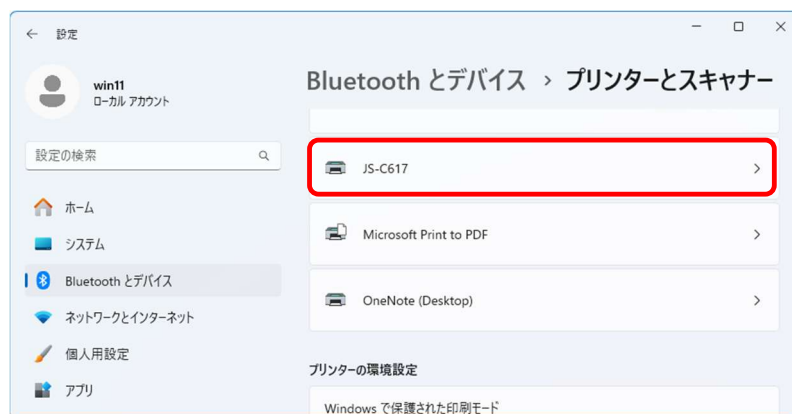 設定
win11
ローカル アカウント
設定の検索
ホーム
システム
Bluetooth とデバイス
ネットワークとインターネット
個人用設定
アプリ
Bluetooth とデバイス › プリンターとスキャナー
JS-C617
Microsoft Print to PDF
OneNote (Desktop)
プリンターの環境設定
Windows で保護された印刷モード